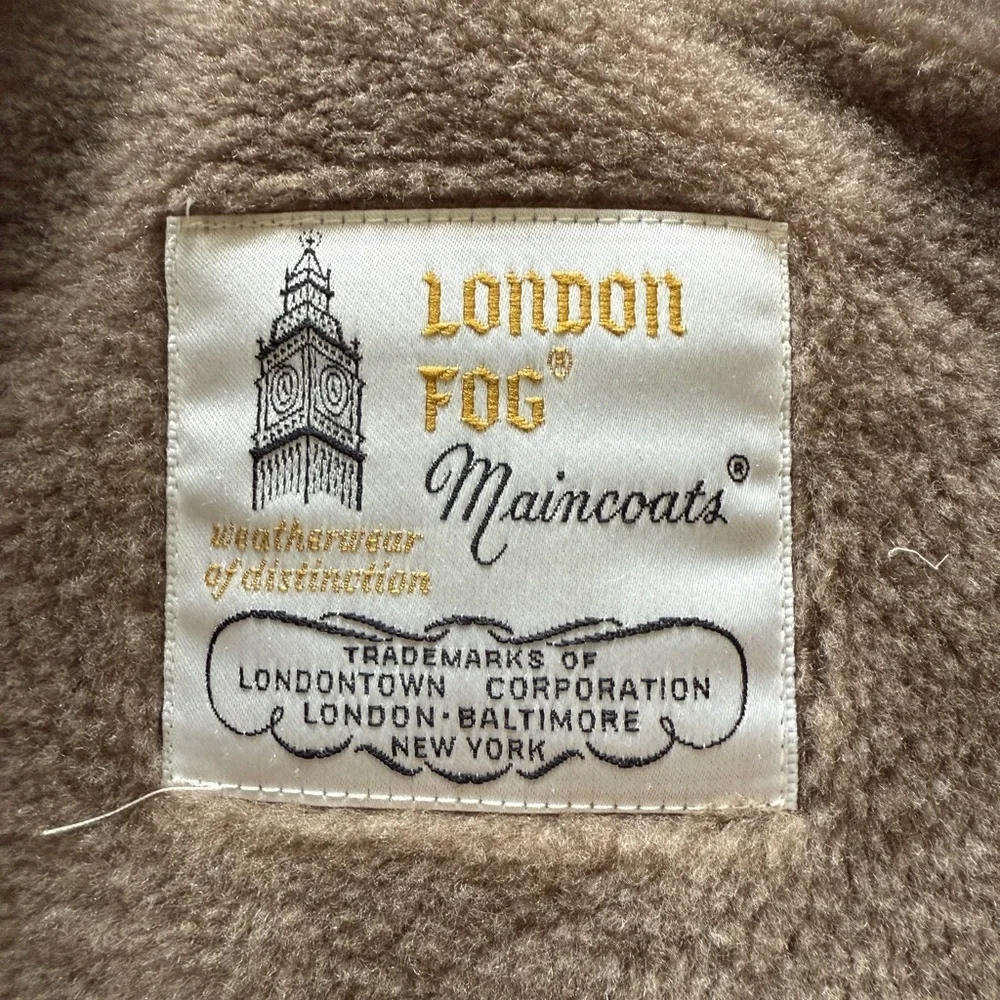 LONDON
FOG®
Maincoats®
weatherwear
of distinction
TRADEMARKS OF
LONDONTOWN CORPORATION
LONDON·BALTIMORE
NEW YORK